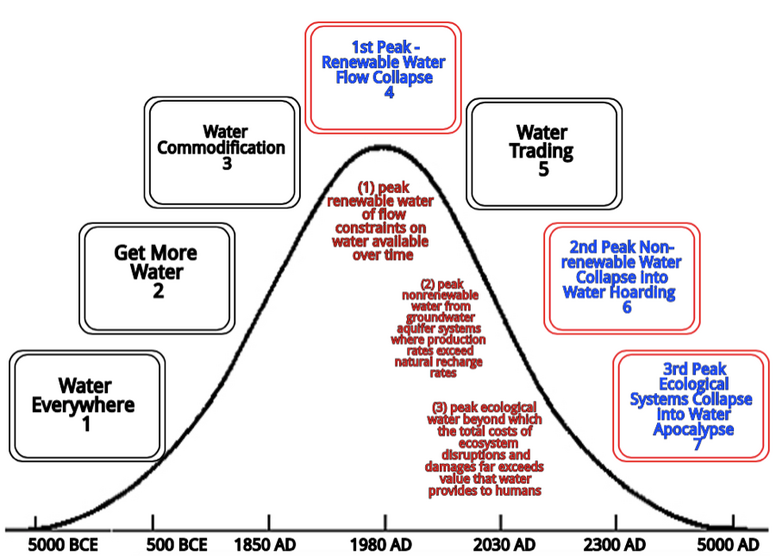 1st Peak -
Renewable Water
Flow Collapse
4
Water
Commodification
3
Water
Trading
5
Get More
Water
2
2nd Peak Non-
renewable Water
Collapse into
Water Hoarding
6
Water
Everywhere
1
3rd Peak
Ecological
Systems Collapse
into Water
Apocalypse
7
(1) peak
renewable water
of flow
constraints on
water available
over time
(2) peak
nonrenewable
water from
groundwater
aquifer systems
where production
rates exceed
natural recharge
rates
(3) peak ecological
water beyond which
the total costs of
ecosystem
disruptions and
damages far exceeds
value that water
provides to humans
5000 BCE 500 BCE 1850 AD 1980 AD 2030 AD 2300 AD 5000 AD